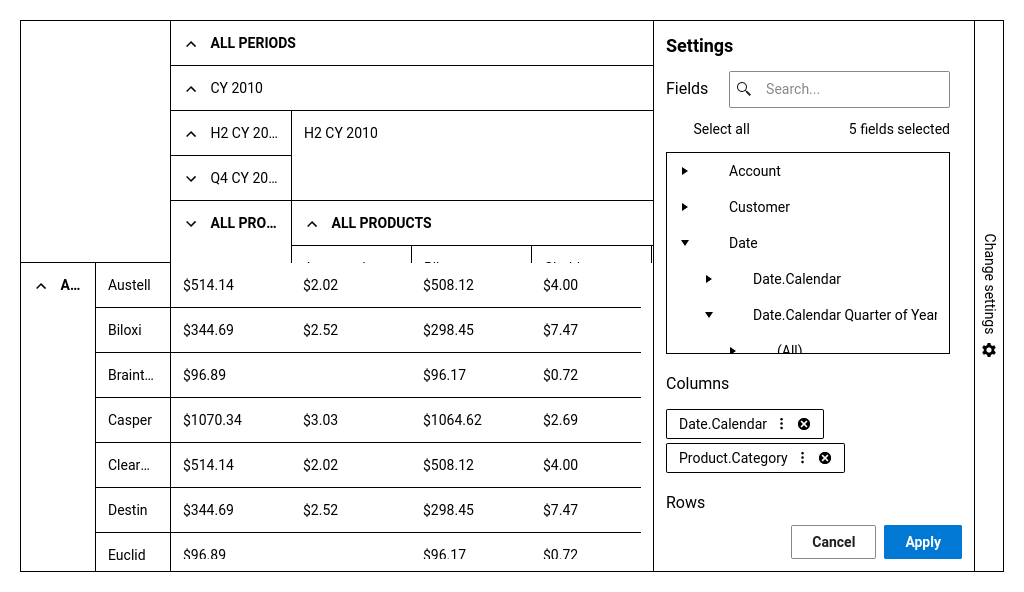 ALL PERIODS
CY 2010
H2 CY 20...
H2 CY 2010
Q4 CY 20...
ALL PRO...
ALL PRODUCTS
A...
Austell $514.14 $2.02 $508.12 $4.00
Biloxi $344.69 $2.52 $298.45 $7.47
Braint... $96.89 $96.17 $0.72
Casper $1070.34 $3.03 $1064.62 $2.69
Clear... $514.14 $2.02 $508.12 $4.00
Destin $344.69 $2.52 $298.45 $7.47
Euclid $96.89 $96.17 $0.72
Settings
Fields Search...
Select all 5 fields selected
Account
Customer
Date
Date.Calendar
Date.Calendar Quarter of Year
(All)
Columns
Date.Calendar
Product.Category
Rows
Cancel Apply
Change settings